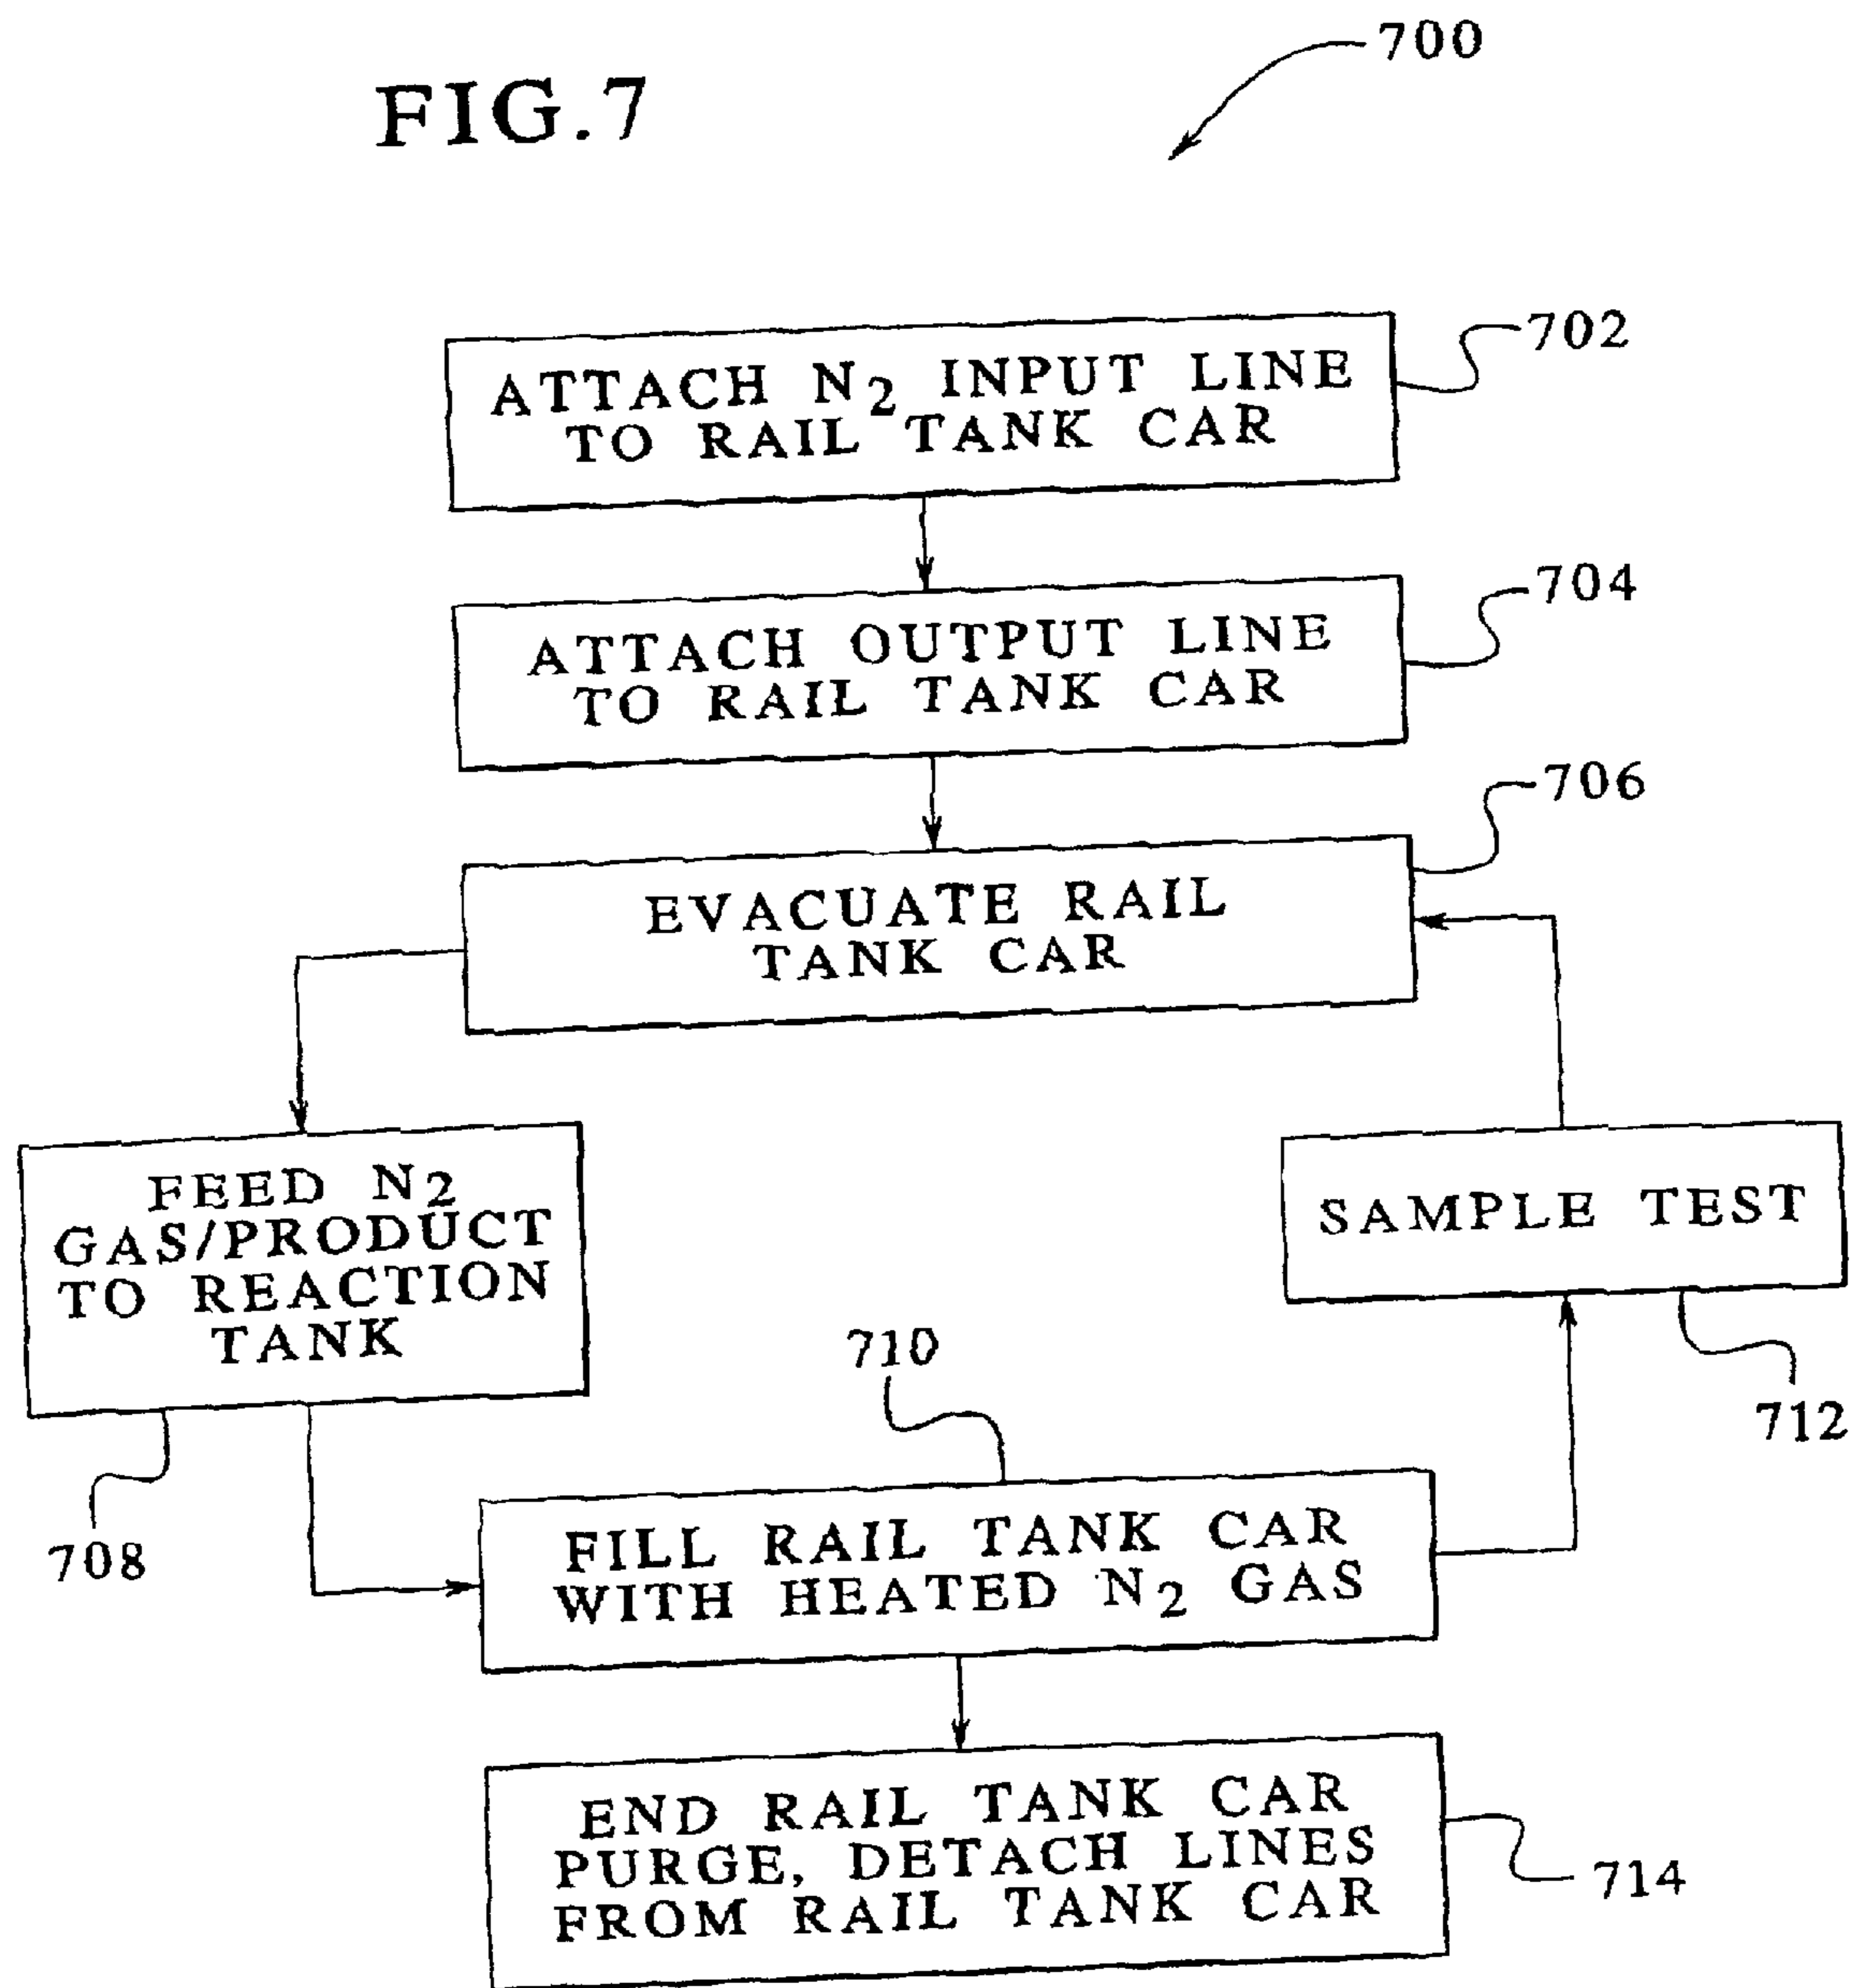 FIG.7
700
ATTACH N2 INPUT LINE
TO RAIL TANK CAR
702
ATTACH OUTPUT LINE
TO RAIL TANK CAR
704
EVACUATE RAIL
TANK CAR
706
FEED N2
GAS/PRODUCT
TO REACTION
TANK
708
SAMPLE TEST
712
710
FILL RAIL TANK CAR
WITH HEATED N2 GAS
END RAIL TANK CAR
PURGE, DETACH LINES
FROM RAIL TANK CAR
714